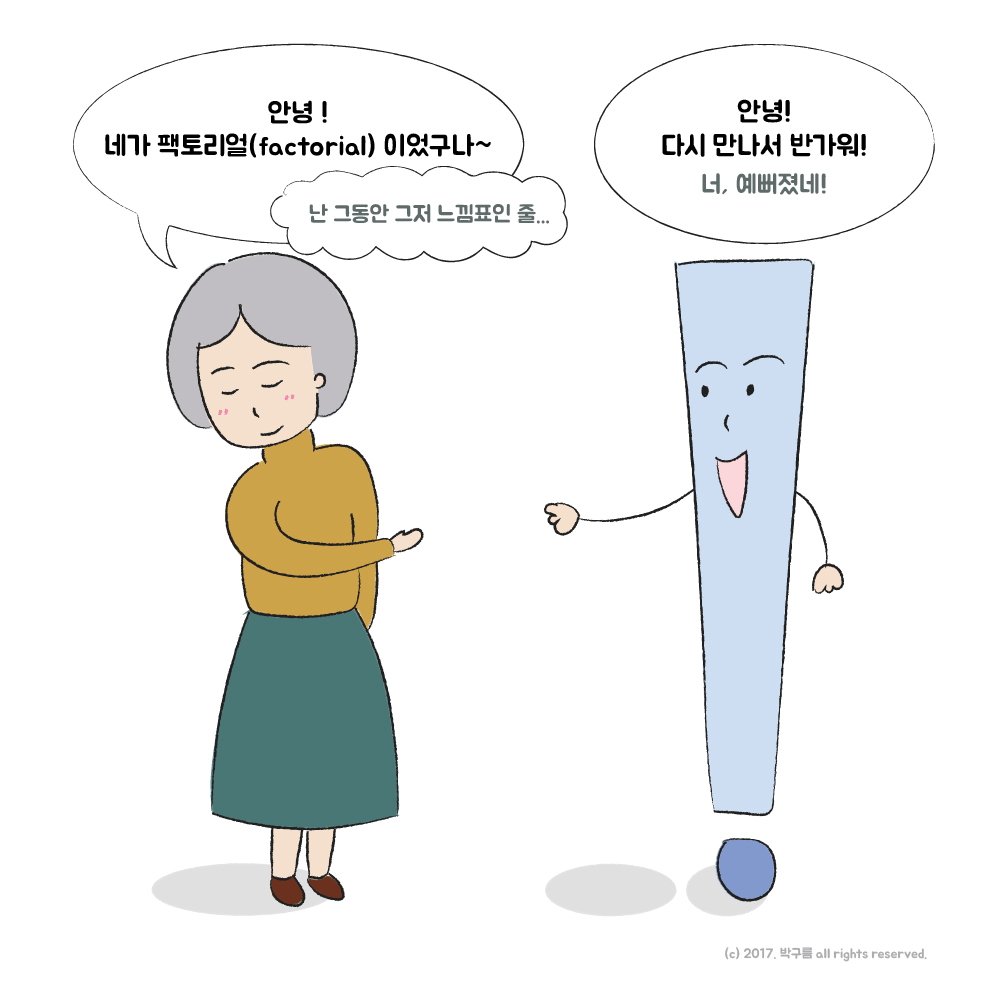 안녕 !
네가 팩토리얼(factorial) 이었구나~
난 그동안 그저 느낌표인 줄...
안녕!
다시 만나서 반가워!
너, 예뻐졌네!
(c) 2017. 박구름 all rights reserved.